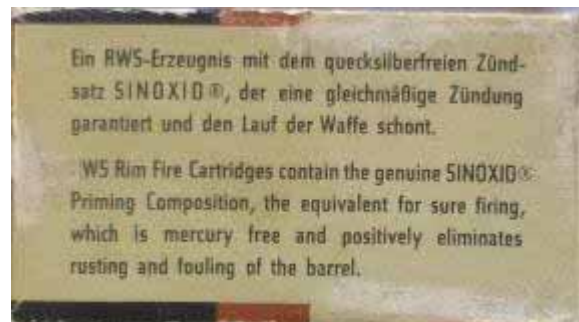 Ein RWS-Erzeugnis mit dem quecksilberfreien Zünd-
satz SINOXID®, der eine gleichmäßige Zündung
garantiert und den Lauf der Waffe schont.
WS Rim Fire Cartridges contain the genuine SINOXID®
Priming Composition, the equivalent for sure firing,
which is mercury free and positively eliminates
rusting and fouling of the barrel.